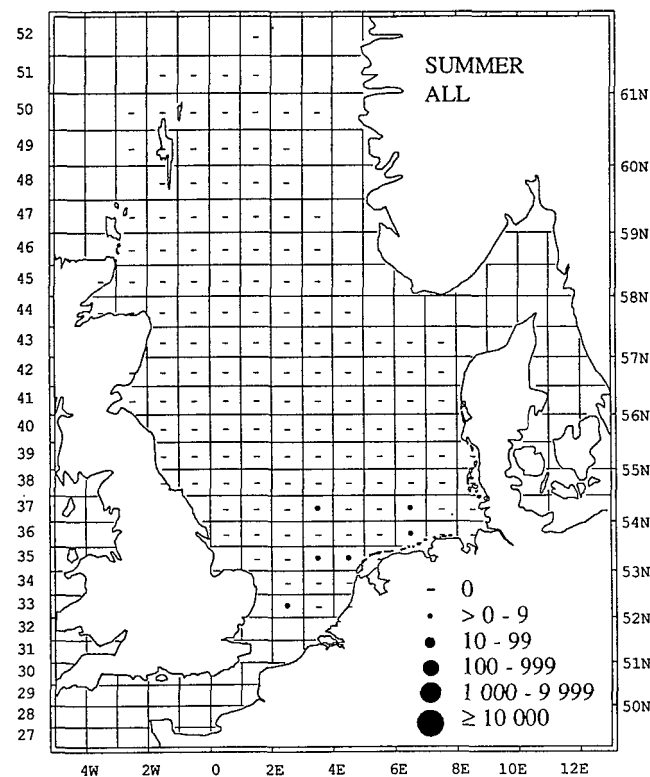 SUMMER
ALL
52
51
50
49
48
47
46
45
44
43
42
41
40
39
38
37
36
35
34
33
32
31
30
29
28
27
61N
60N
59N
58N
57N
56N
55N
54N
53N
52N
51N
50N
- 0
> 0 - 9
10 - 99
100 - 999
1 000 - 9 999
≥ 10 000
4W 2W 0 2E 4E 6E 8E 10E 12E